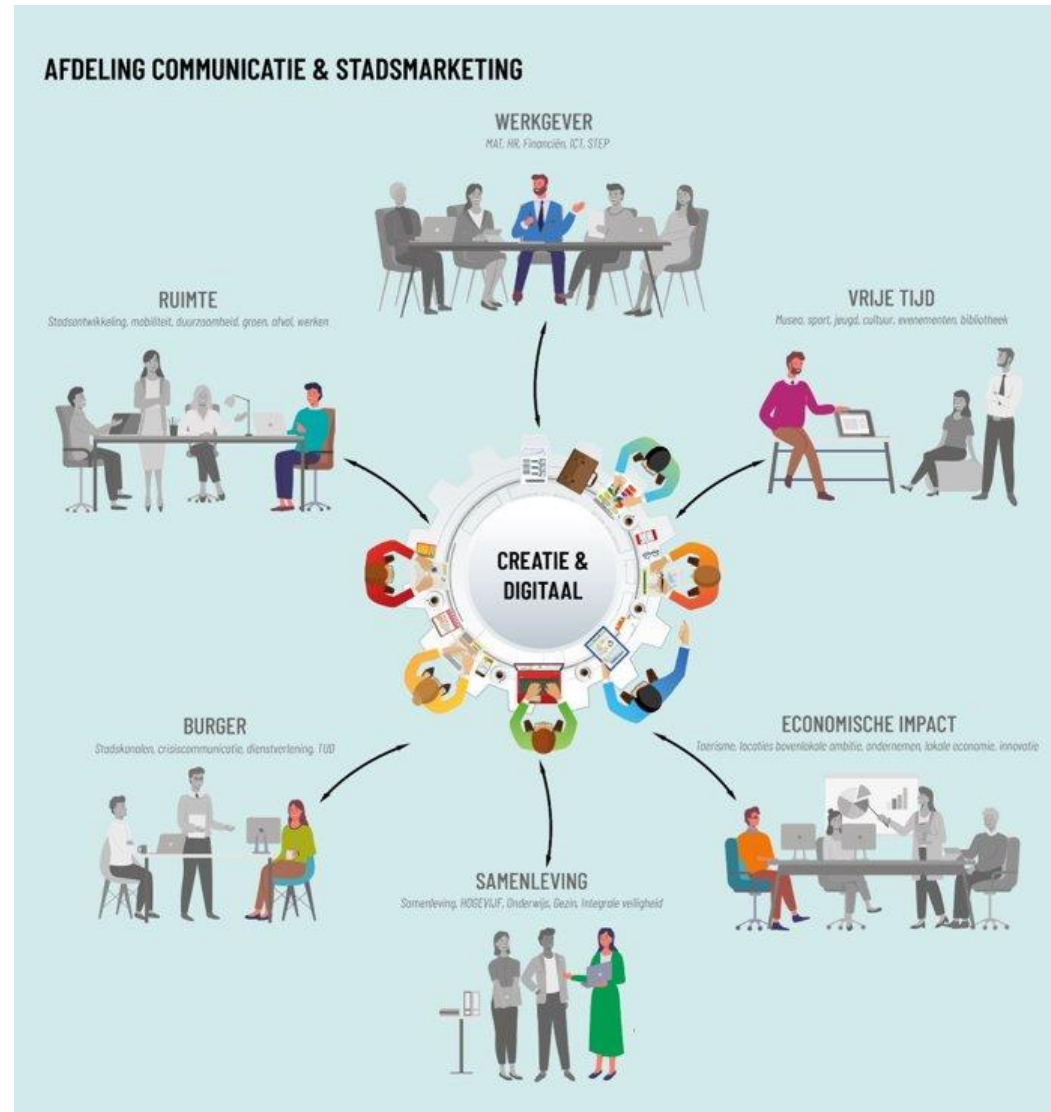 AFDELING COMMUNICATIE & STADSMARKETING
WERKGEVER
MAT, HR, Financiën, ICT, STEP
RUIMTE
Stadsontwikkeling, mobiliteit, duurzaamheid, groen, afval, werken
VRIJE TIJD
Musea, sport, jeugd, cultuur, evenementen, bibliotheek
CREATIE &
DIGITAAL
BURGER
Stadskanalen, crisiscommunicatie, dienstverlening, TUD
ECONOMISCHE IMPACT
Toerisme, locaties bovenlokale ambitie, ondernemen, lokale economie, innovatie
SAMENLEVING
Samenleving, HOGEVIJF, Onderwijs, Gezin, Integrale veiligheid